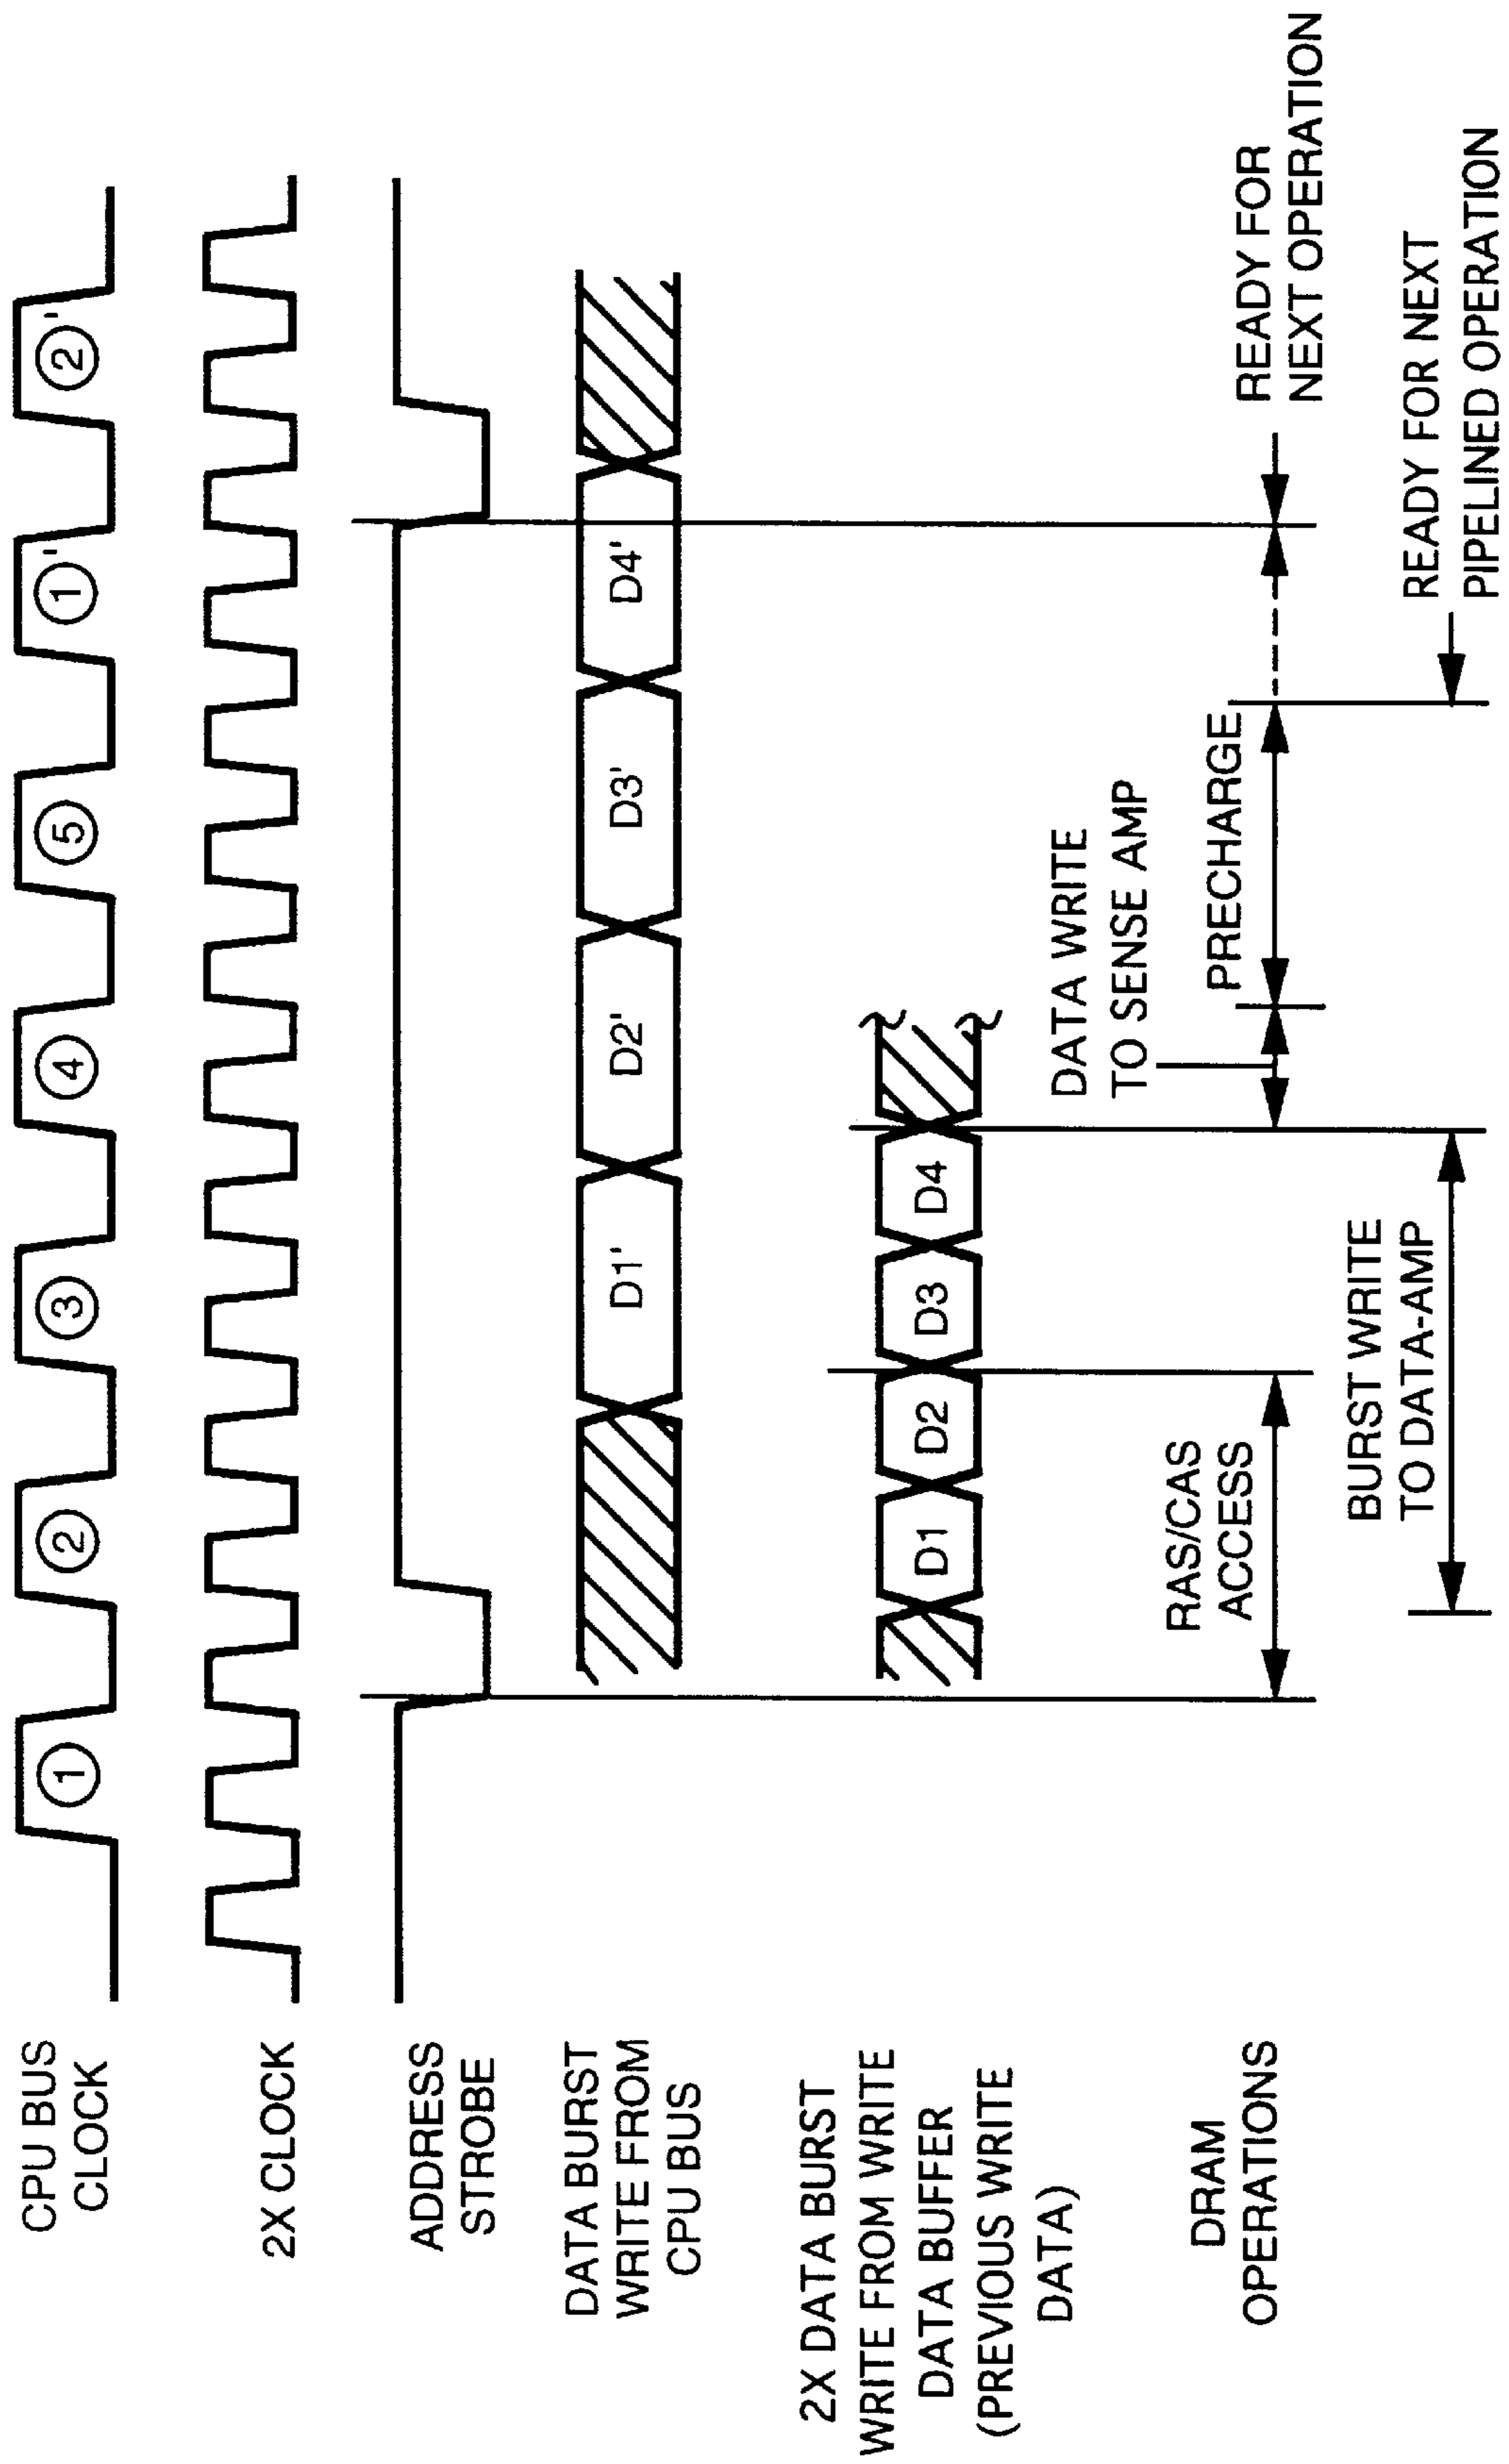 CPU BUS
CLOCK
① ② ③ ④ ⑤ ①' ②'
2X CLOCK
ADDRESS
STROBE
DATA BURST
WRITE FROM
CPU BUS
D1' D2' D3' D4'
2X DATA BURST
WRITE FROM WRITE
DATA BUFFER
(PREVIOUS WRITE
DATA)
D1 D2 D3 D4
DRAM
OPERATIONS
RAS/CAS
ACCESS
DATA WRITE
TO SENSE AMP
PRECHARGE
READY FOR
NEXT OPERATION
BURST WRITE
TO DATA-AMP
READY FOR NEXT
PIPELINED OPERATION